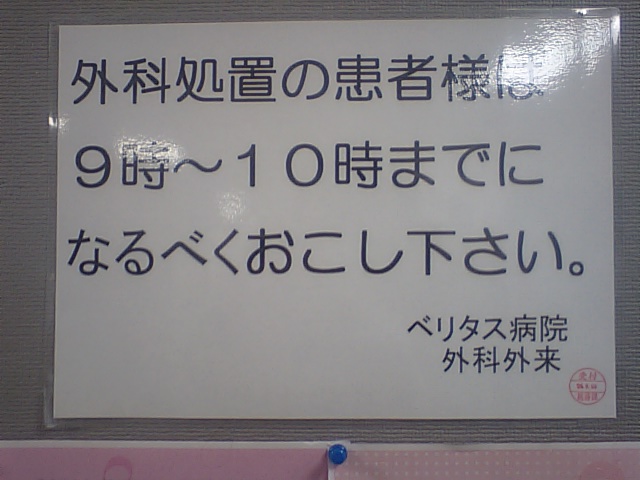 外科処置の患者様は
９時～１０時までに
なるべくおこし下さい。
ベリタス病院
外科外来